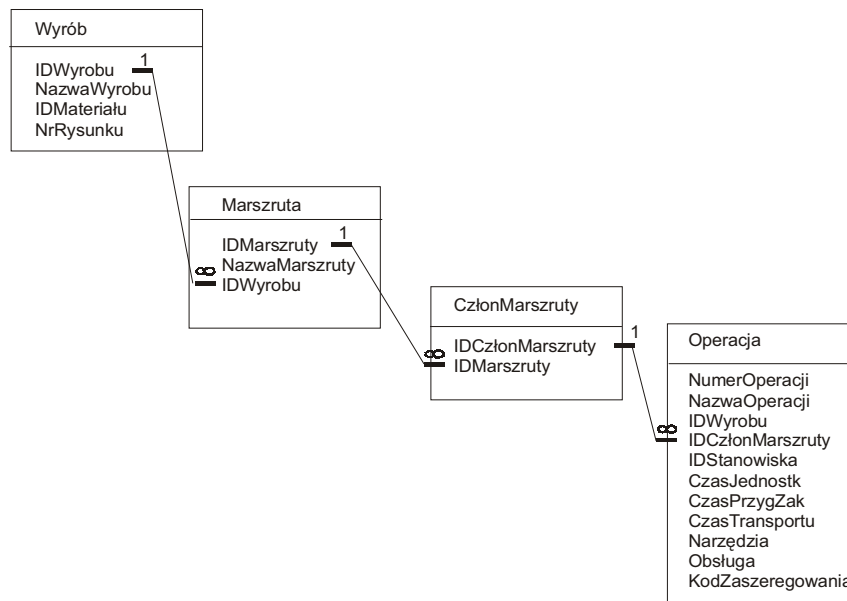 Wyrób
IDWyrobu 1
NazwaWyrobu
IDMateriału
NrRysunku
Marszruta
IDMarszruty 1
NazwaMarszruty
∞ IDWyrobu
CzłonMarszruty
IDCzłonMarszruty 1
∞ IDMarszruty
Operacja
NumerOperacji
NazwaOperacji
IDWyrobu
∞ IDCzłonMarszruty
IDStanowiska
CzasJednostk
CzasPrzygZak
CzasTransportu
Narzędzia
Obsługa
KodZaszeregowania